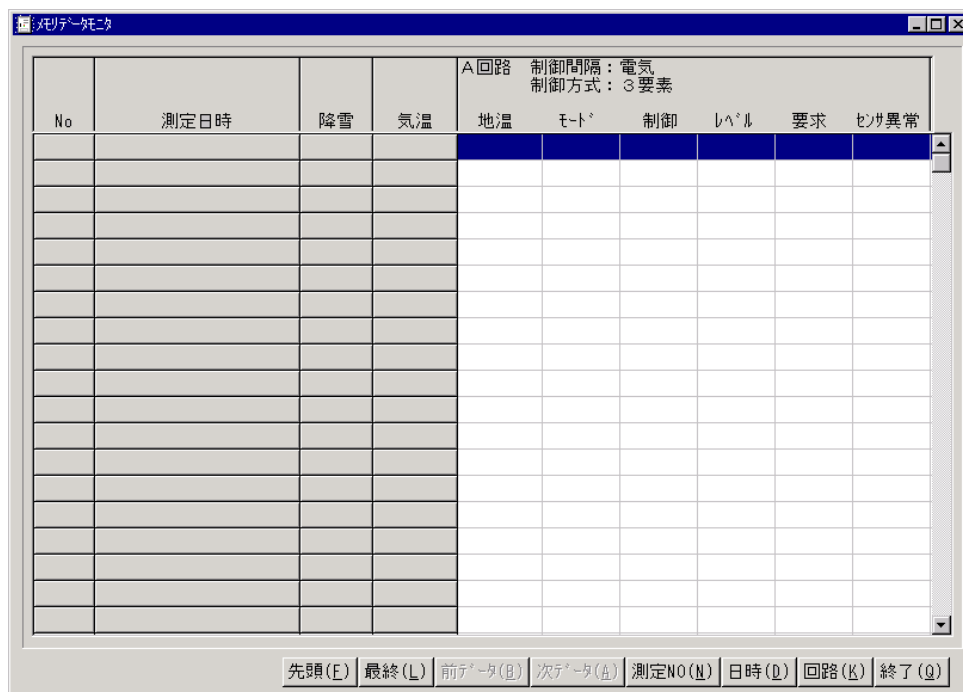 ﾒﾓﾘﾃﾞｰﾀﾓﾆﾀ
Ａ回路 制御間隔：電気
制御方式：３要素
No 測定日時 降雪 気温 地温 ﾓｰﾄﾞ 制御 ﾚﾍﾞﾙ 要求 ｾﾝｻ異常
先頭(F) 最終(L) 前ﾃﾞｰﾀ(B) 次ﾃﾞｰﾀ(A) 測定NO(N) 日時(D) 回路(K) 終了(Q)